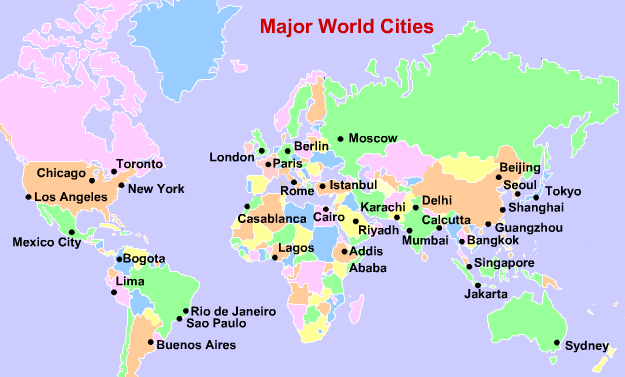 Major World Cities
Moscow
Berlin
London
Paris
Toronto
Chicago
Beijing
Rome
Istanbul
Seoul
New York
Tokyo
Los Angeles
Delhi
Karachi
Shanghai
Casablanca
Cairo
Calcutta
Riyadh
Guangzhou
Mexico City
Mumbai
Bangkok
Lagos
Addis
Ababa
Bogota
Singapore
Lima
Jakarta
Rio de Janeiro
Sao Paulo
Buenos Aires
Sydney